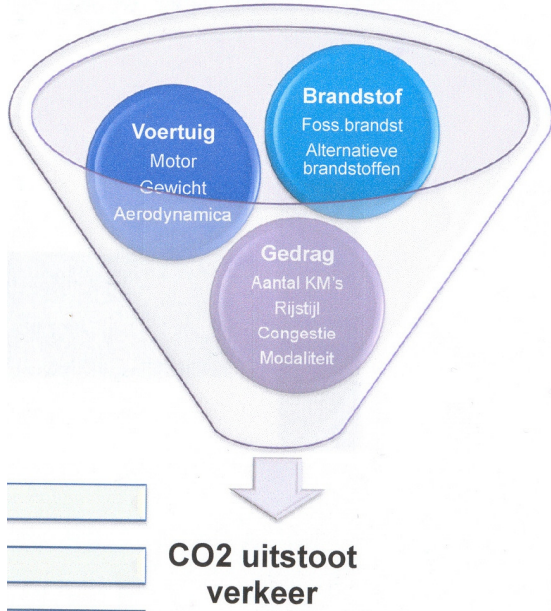 Voertuig
Motor
Gewicht
Aerodynamica
Brandstof
Foss.brandst
Alternatieve
brandstoffen
Gedrag
Aantal KM's
Rijstijl
Congestie
Modaliteit
CO2 uitstoot
verkeer